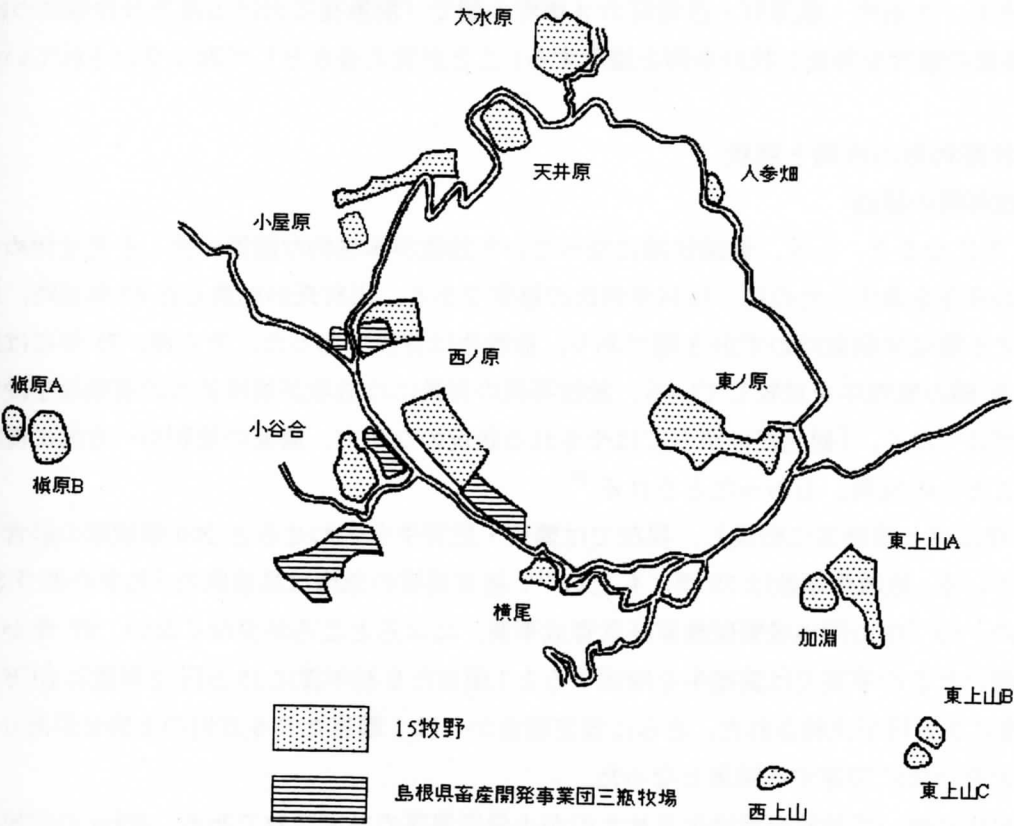 大水原
天井原
人参畑
小屋原
西ノ原
東ノ原
槇原A
小谷合
槇原B
東上山A
横尾
加淵
東上山B
15牧野
島根県畜産開発事業団三瓶牧場
西上山
東上山C